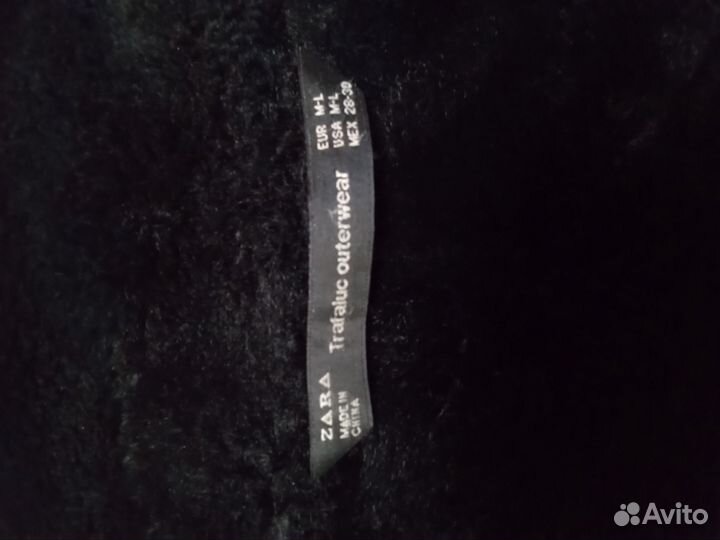 ZARA
MADE IN
CHINA
Trafaluc outerwear
EUR M-L
USA M-L
MEX 28-30
Avito